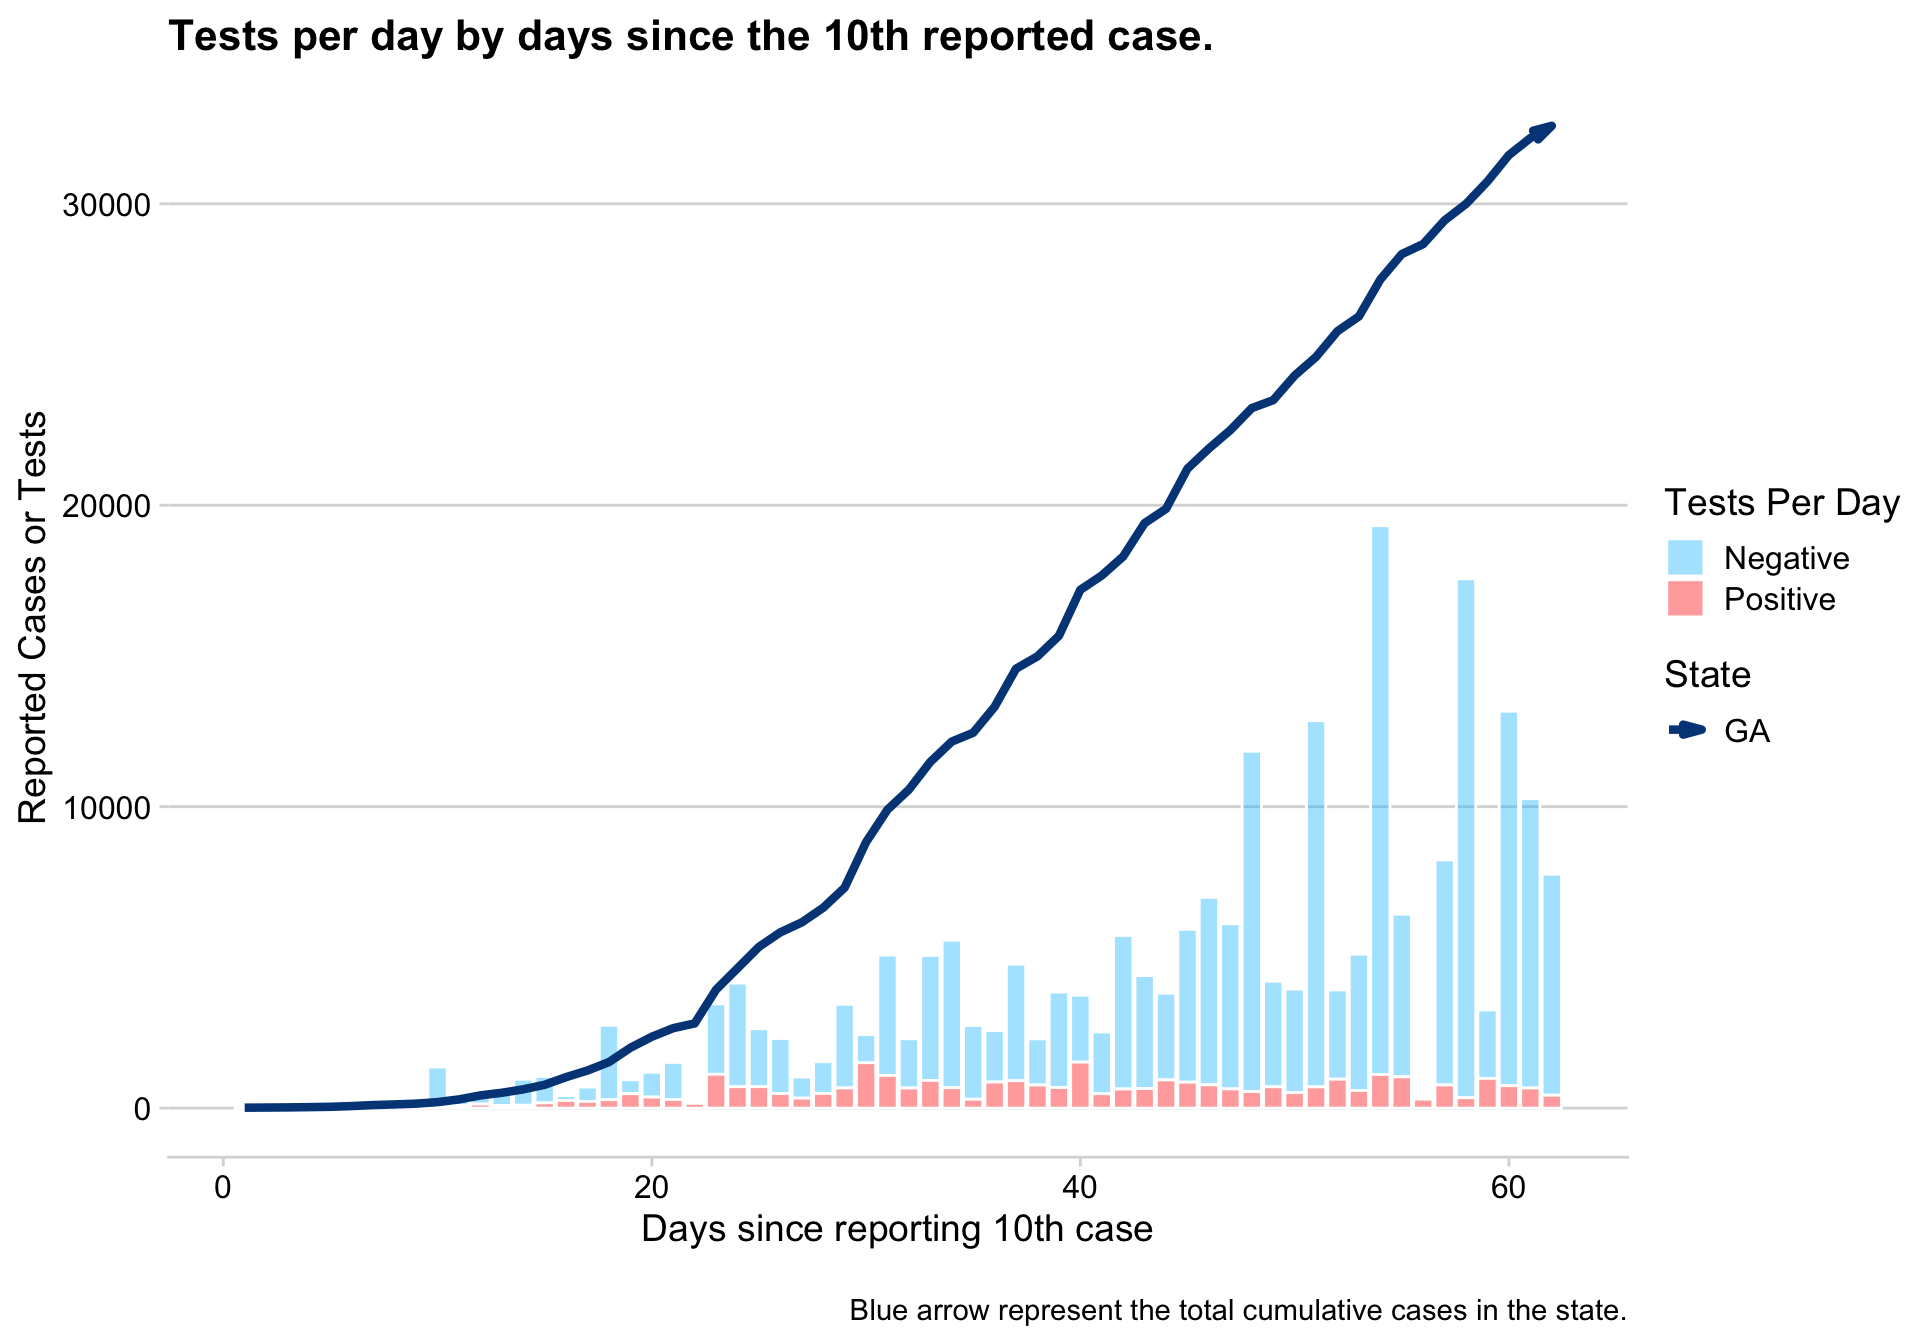 Tests per day by days since the 10th reported case.
Reported Cases or Tests
30000
20000
10000
0
0 20 40 60
Days since reporting 10th case
Tests Per Day
Negative
Positive
State
GA
Blue arrow represent the total cumulative cases in the state.